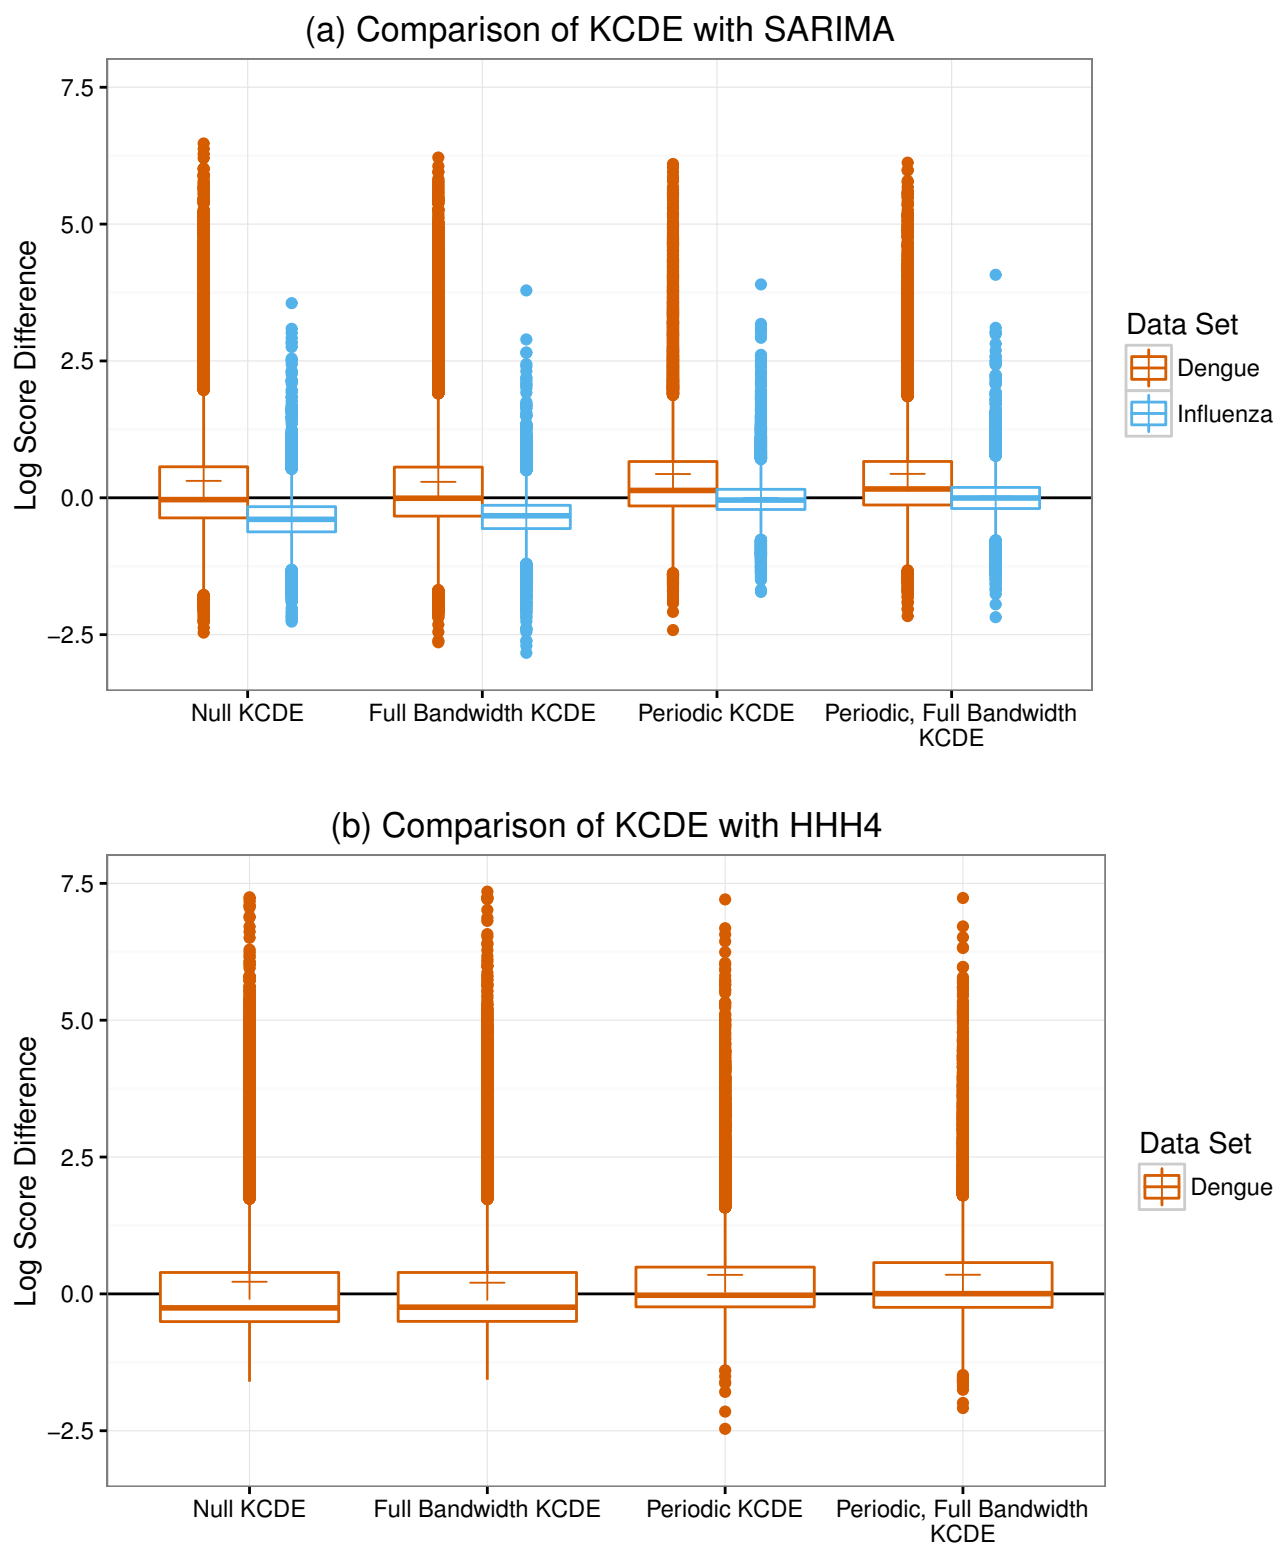 (a) Comparison of KCDE with SARIMA
7.5
5.0
2.5
0.0
−2.5
Log Score Difference
Null KCDE
Full Bandwidth KCDE
Periodic KCDE
Periodic, Full Bandwidth
KCDE
Data Set
Dengue
Influenza
(b) Comparison of KCDE with HHH4
7.5
5.0
2.5
0.0
−2.5
Log Score Difference
Null KCDE
Full Bandwidth KCDE
Periodic KCDE
Periodic, Full Bandwidth
KCDE
Data Set
Dengue